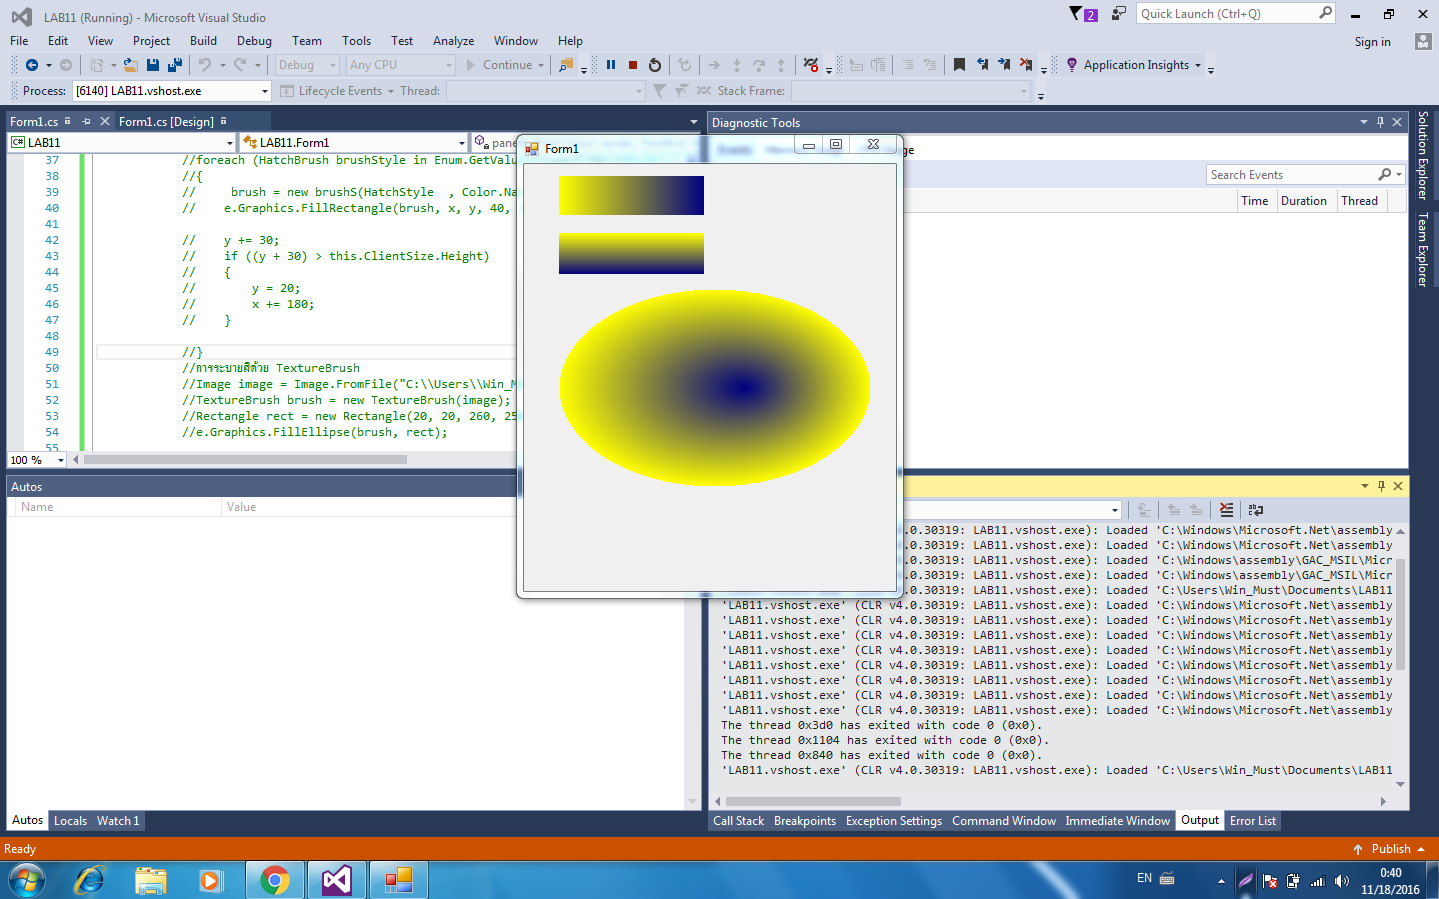 LAB11 (Running) - Microsoft Visual Studio
2
Quick Launch (Ctrl+Q)
File Edit View Project Build Debug Team Tools Test Analyze Window Help
Sign in
Debug Any CPU Continue Application Insights
Process: [6140] LAB11.vshost.exe Lifecycle Events Thread: Stack Frame:
Form1.cs Form1.cs [Design]
LAB11 LAB11.Form1 pane
37 //foreach (HatchBrush brushStyle in Enum.GetValu
38 //{
39 // brush = new brushS(HatchStyle , Color.Na
40 // e.Graphics.FillRectangle(brush, x, y, 40,
41
42 // y += 30;
43 // if ((y + 30) > this.ClientSize.Height)
44 // {
45 // y = 20;
46 // x += 180;
47 // }
48
49 //}
50 //การระบายสีด้วย TextureBrush
51 //Image image = Image.FromFile("C:\\Users\\Win_M
52 //TextureBrush brush = new TextureBrush(image);
53 //Rectangle rect = new Rectangle(20, 20, 260, 25
54 //e.Graphics.FillEllipse(brush, rect);
55
100 %
Form1
Diagnostic Tools
Search Events
Time Duration Thread
Solution Explorer
Team Explorer
Autos
Name Value
Autos Locals Watch 1
.0.30319: LAB11.vshost.exe): Loaded 'C:\Windows\Microsoft.Net\assembly
.0.30319: LAB11.vshost.exe): Loaded 'C:\Windows\Microsoft.Net\assembly
.0.30319: LAB11.vshost.exe): Loaded 'C:\Windows\assembly\GAC_MSIL\Micr
.0.30319: LAB11.vshost.exe): Loaded 'C:\Windows\assembly\GAC_MSIL\Micr
.0.30319: LAB11.vshost.exe): Loaded 'C:\Users\Win_Must\Documents\LAB11
'LAB11.vshost.exe' (CLR v4.0.30319: LAB11.vshost.exe): Loaded 'C:\Windows\Microsoft.Net\assembly
'LAB11.vshost.exe' (CLR v4.0.30319: LAB11.vshost.exe): Loaded 'C:\Windows\Microsoft.Net\assembly
'LAB11.vshost.exe' (CLR v4.0.30319: LAB11.vshost.exe): Loaded 'C:\Windows\Microsoft.Net\assembly
'LAB11.vshost.exe' (CLR v4.0.30319: LAB11.vshost.exe): Loaded 'C:\Windows\Microsoft.Net\assembly
'LAB11.vshost.exe' (CLR v4.0.30319: LAB11.vshost.exe): Loaded 'C:\Windows\Microsoft.Net\assembly
'LAB11.vshost.exe' (CLR v4.0.30319: LAB11.vshost.exe): Loaded 'C:\Windows\Microsoft.Net\assembly
'LAB11.vshost.exe' (CLR v4.0.30319: LAB11.vshost.exe): Loaded 'C:\Windows\Microsoft.Net\assembly
'LAB11.vshost.exe' (CLR v4.0.30319: LAB11.vshost.exe): Loaded 'C:\Windows\Microsoft.Net\assembly
The thread 0x3d0 has exited with code 0 (0x0).
The thread 0x1104 has exited with code 0 (0x0).
The thread 0x840 has exited with code 0 (0x0).
'LAB11.vshost.exe' (CLR v4.0.30319: LAB11.vshost.exe): Loaded 'C:\Users\Win_Must\Documents\LAB11
Call Stack Breakpoints Exception Settings Command Window Immediate Window Output Error List
Ready
Publish
EN
0:40
11/18/2016